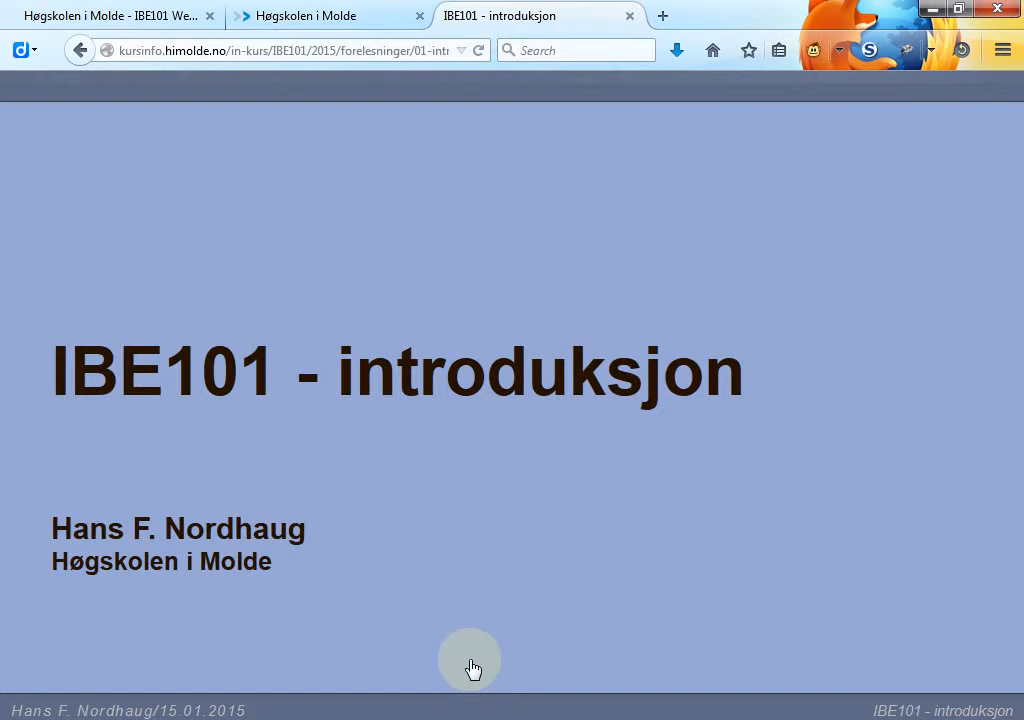 Høgskolen i Molde - IBE101 We...
Høgskolen i Molde
IBE101 - introduksjon
kursinfo.himolde.no/in-kurs/IBE101/2015/forelesninger/01-intr
Search
IBE101 - introduksjon
Hans F. Nordhaug
Høgskolen i Molde
Hans F. Nordhaug/15.01.2015
IBE101 - introduksjon